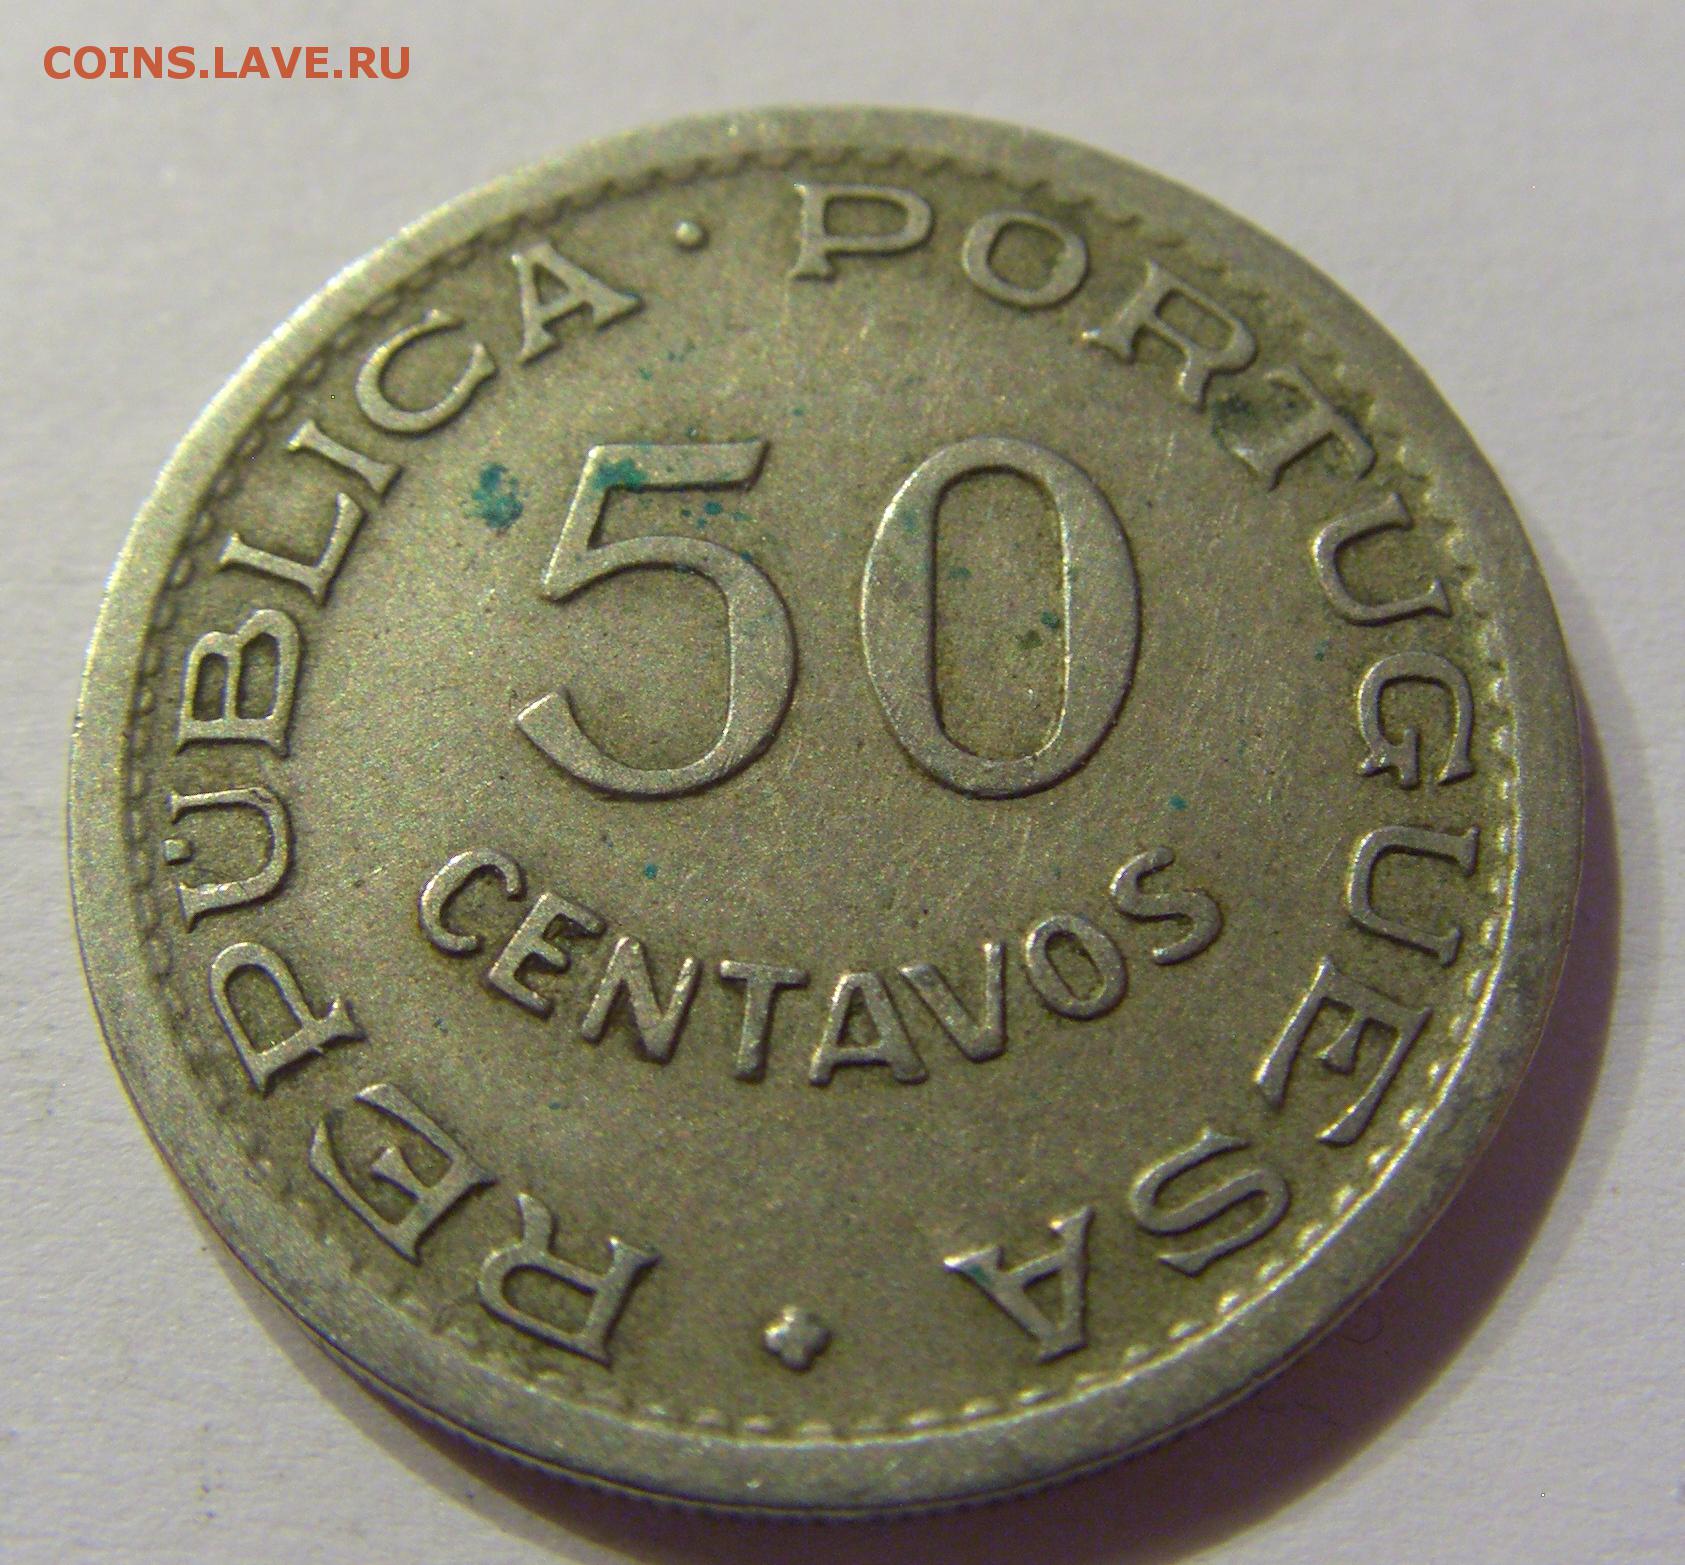 COINS.LAVE.RU
REPÚBLICA · PORTUGUESA
50
CENTAVOS